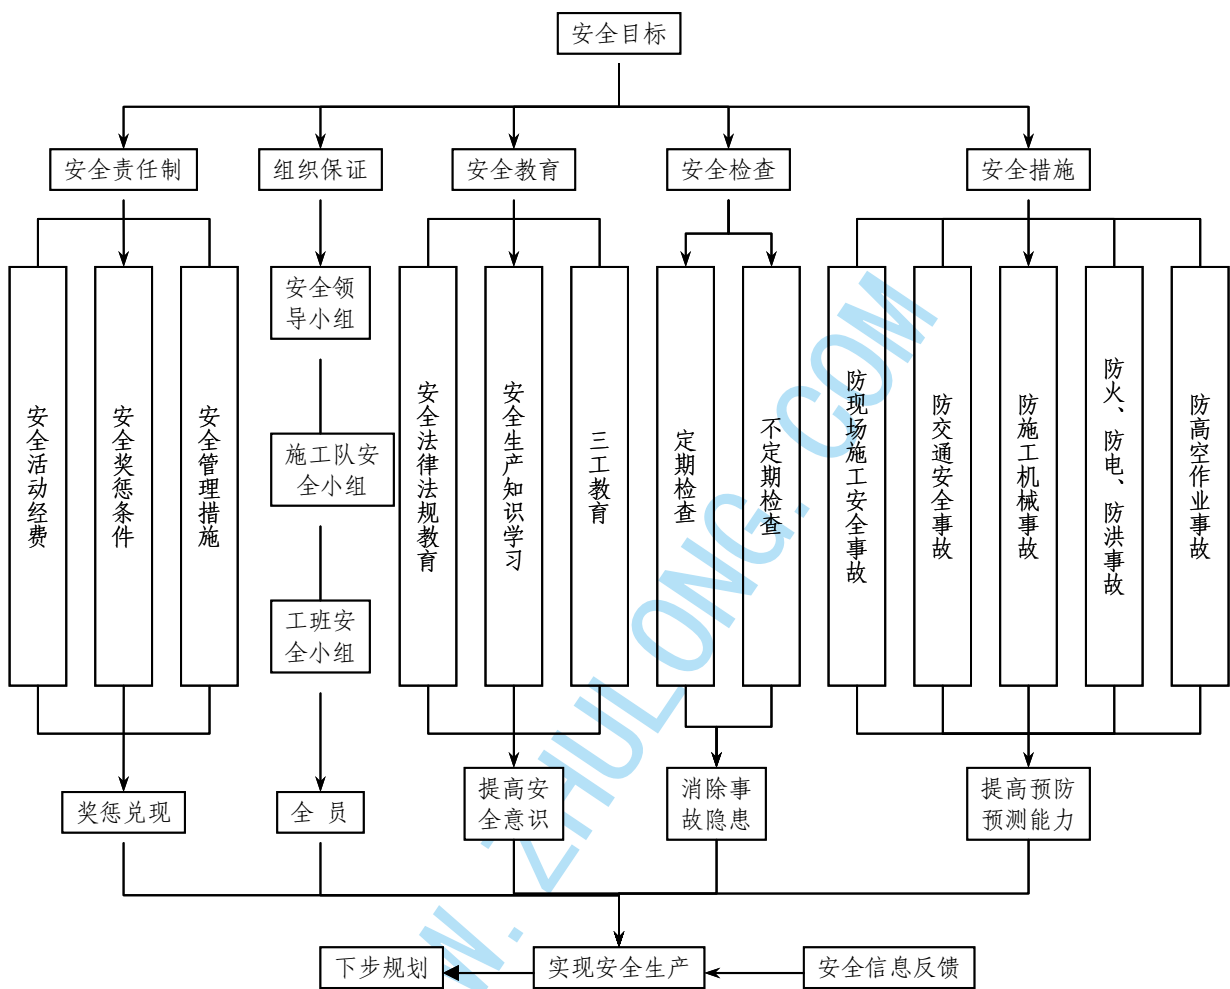 安全目标
安全责任制
组织保证
安全教育
安全检查
安全措施
安全活动经费
安全奖惩条件
安全管理措施
安全领
导小组
施工队安
全小组
工班安
全小组
安全法律法规教育
安全生产知识学习
三工教育
定期检查
不定期检查
防现场施工安全事故
防交通安全事故
防施工机械事故
防火、防电、防洪事故
防高空作业事故
奖惩兑现
全 员
提高安
全意识
消除事
故隐患
提高预防
预测能力
下步规划
实现安全生产
安全信息反馈
W.ZHULONG.COM